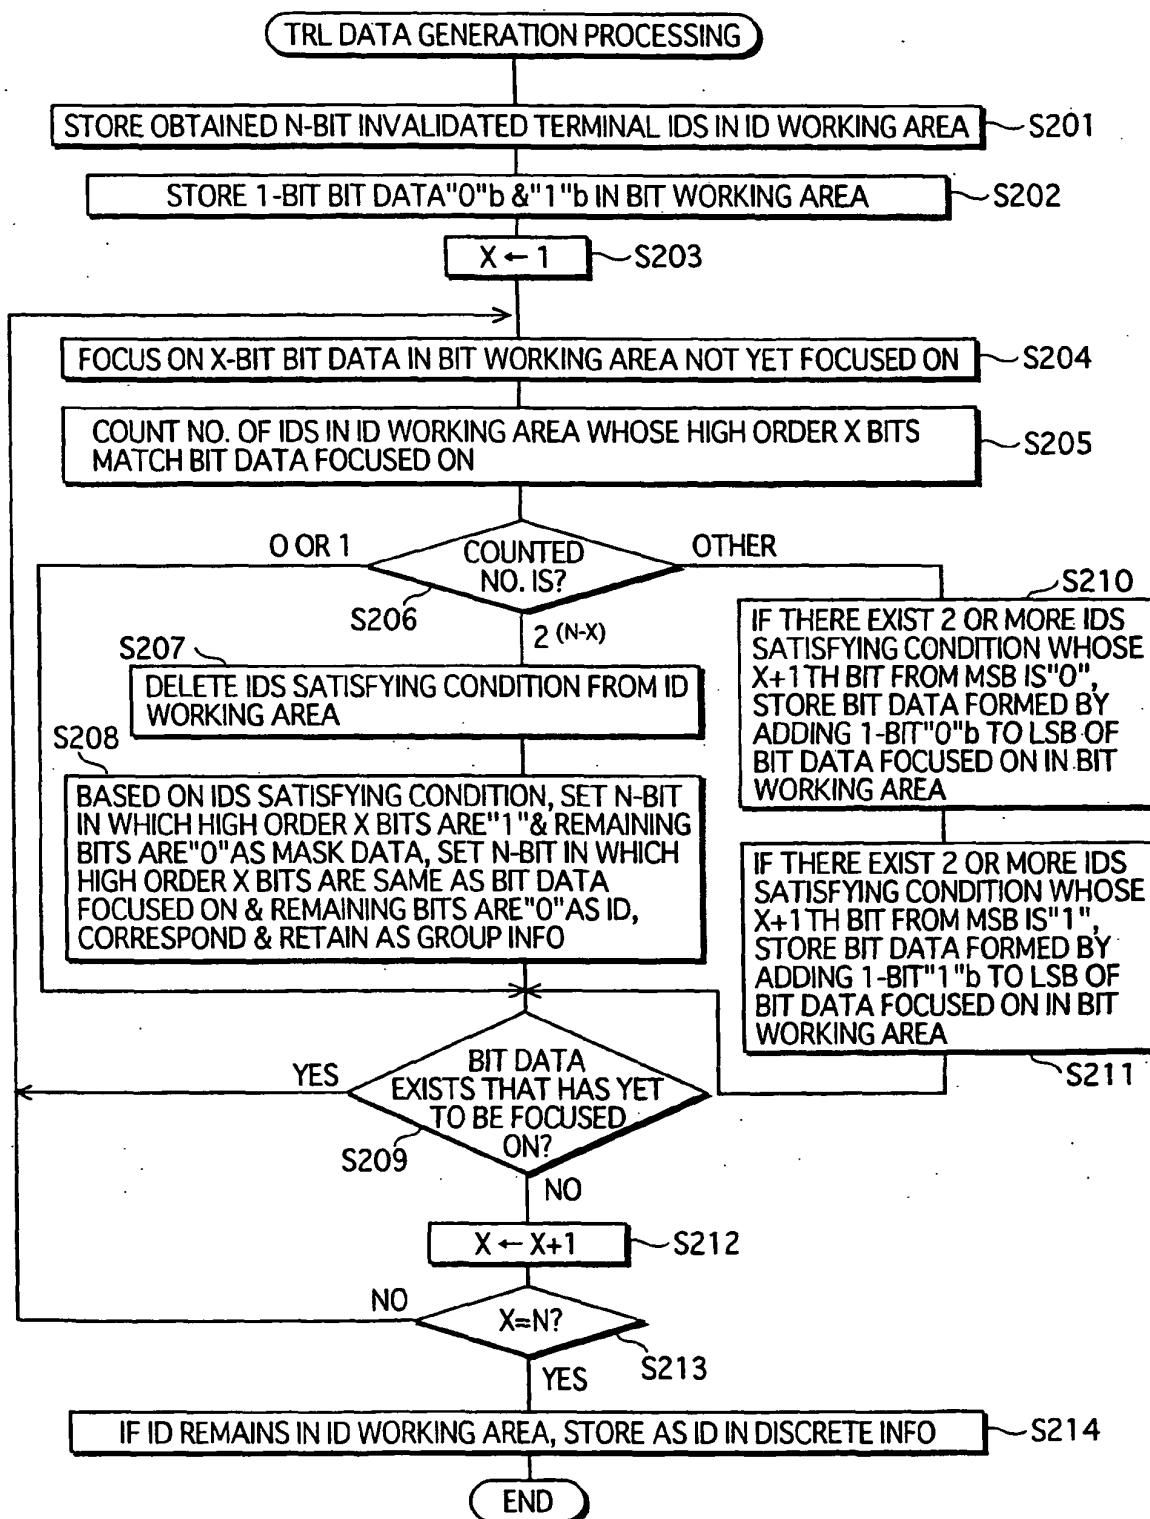 TRL DATA GENERATION PROCESSING
STORE OBTAINED N-BIT INVALIDATED TERMINAL IDS IN ID WORKING AREA
S201
STORE 1-BIT BIT DATA"0"b &"1"b IN BIT WORKING AREA
S202
X ← 1
S203
FOCUS ON X-BIT BIT DATA IN BIT WORKING AREA NOT YET FOCUSED ON
S204
COUNT NO. OF IDS IN ID WORKING AREA WHOSE HIGH ORDER X BITS
MATCH BIT DATA FOCUSED ON
S205
0 OR 1
COUNTED
NO. IS?
OTHER
S206
2 (N-X)
S207
DELETE IDS SATISFYING CONDITION FROM ID
WORKING AREA
S208
BASED ON IDS SATISFYING CONDITION, SET N-BIT
IN WHICH HIGH ORDER X BITS ARE"1"& REMAINING
BITS ARE"0"AS MASK DATA, SET N-BIT IN WHICH
HIGH ORDER X BITS ARE SAME AS BIT DATA
FOCUSED ON & REMAINING BITS ARE"0"AS ID,
CORRESPOND & RETAIN AS GROUP INFO
S210
IF THERE EXIST 2 OR MORE IDS
SATISFYING CONDITION WHOSE
X+1TH BIT FROM MSB IS"0",
STORE BIT DATA FORMED BY
ADDING 1-BIT"0"b TO LSB OF
BIT DATA FOCUSED ON IN BIT
WORKING AREA
IF THERE EXIST 2 OR MORE IDS
SATISFYING CONDITION WHOSE
X+1TH BIT FROM MSB IS"1",
STORE BIT DATA FORMED BY
ADDING 1-BIT"1"b TO LSB OF
BIT DATA FOCUSED ON IN BIT
WORKING AREA
S211
YES
BIT DATA
EXISTS THAT HAS YET
TO BE FOCUSED
ON?
S209
NO
X ← X+1
S212
NO
X=N?
S213
YES
IF ID REMAINS IN ID WORKING AREA, STORE AS ID IN DISCRETE INFO
S214
END